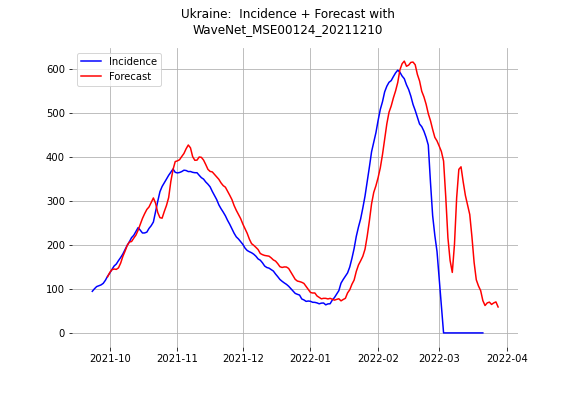 Ukraine:  Incidence + Forecast with
WaveNet_MSE00124_20211210
Incidence
Forecast
600
500
400
300
200
100
0
2021-10 2021-11 2021-12 2022-01 2022-02 2022-03 2022-04